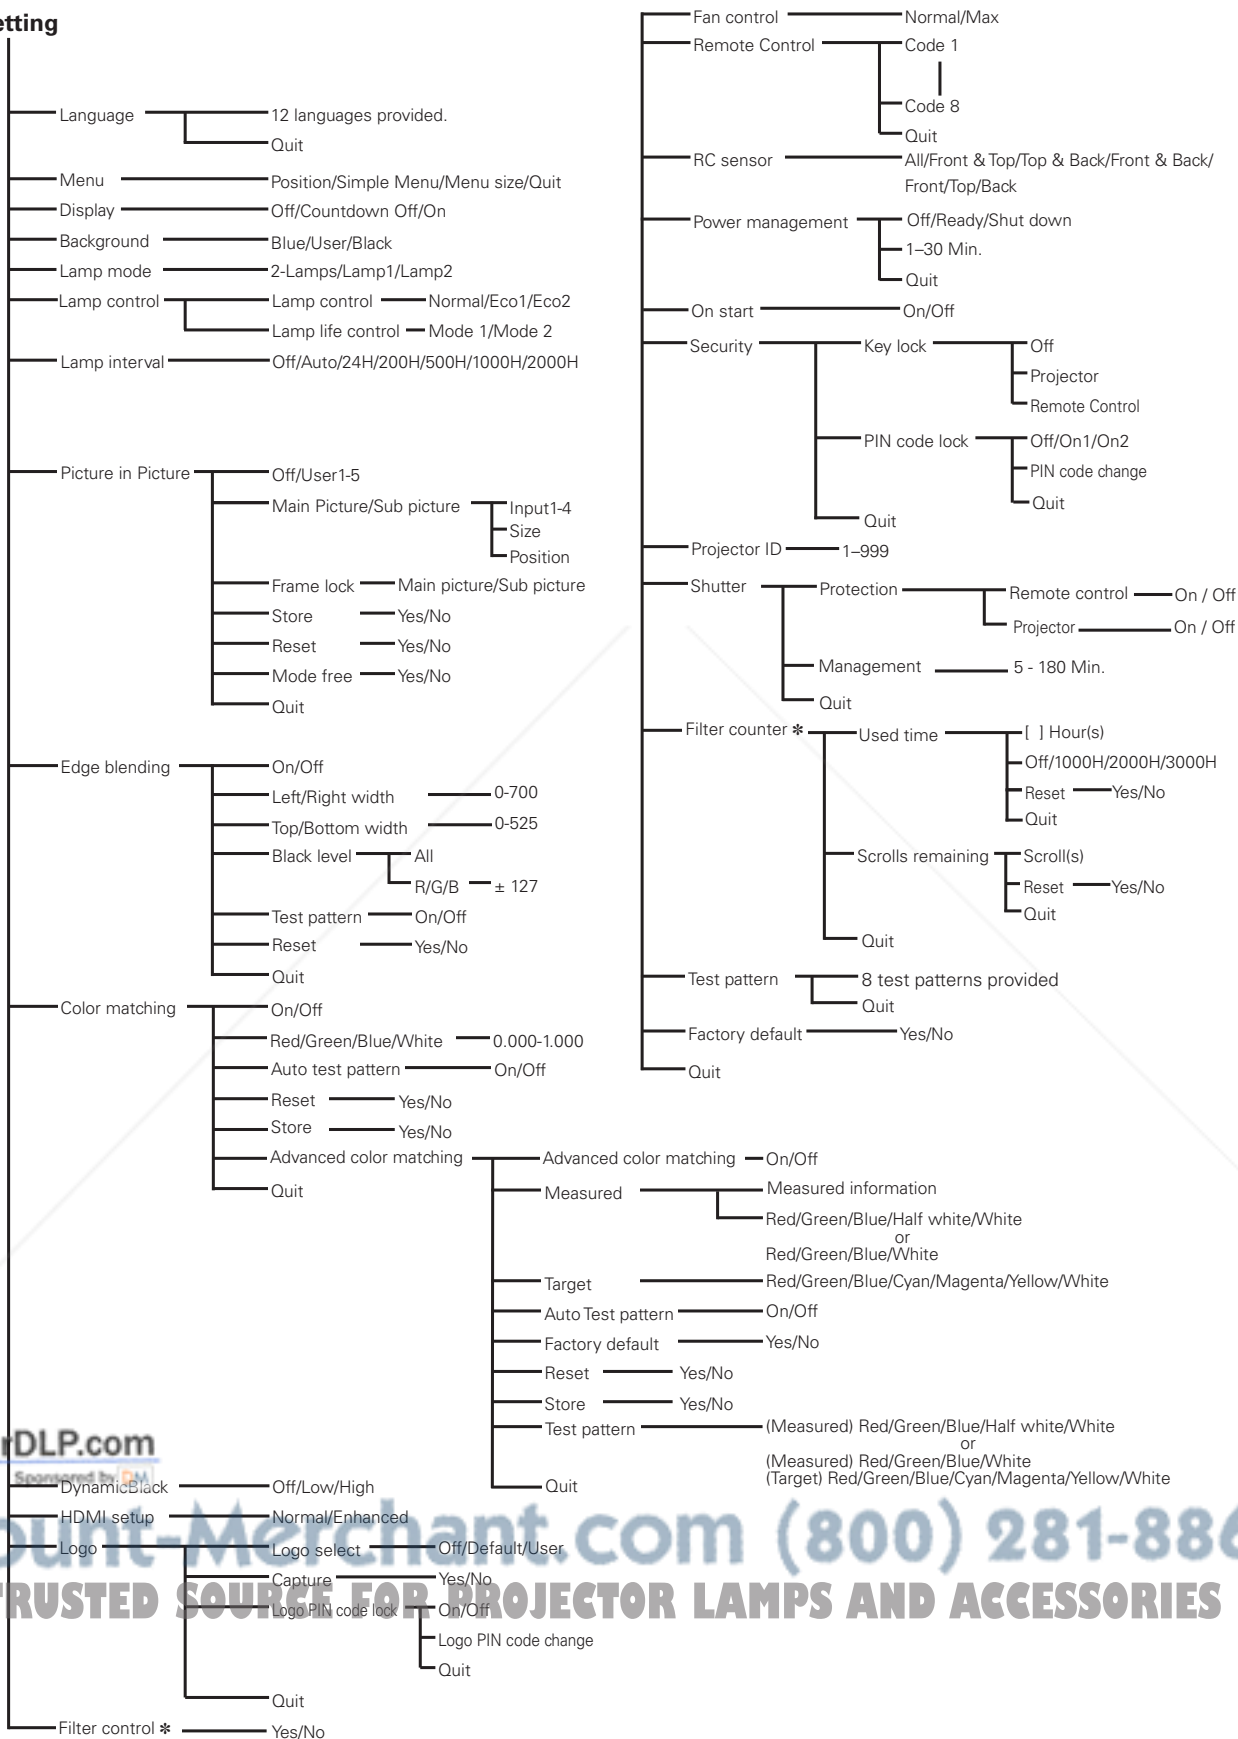 etting
Language
12 languages provided.
Quit
Menu
Position/Simple Menu/Menu size/Quit
Display
Off/Countdown Off/On
Background
Blue/User/Black
Lamp mode
2-Lamps/Lamp1/Lamp2
Lamp control
Lamp control
Normal/Eco1/Eco2
Lamp life control
Mode 1/Mode 2
Lamp interval
Off/Auto/24H/200H/500H/1000H/2000H
Picture in Picture
Off/User1-5
Main Picture/Sub picture
Input1-4
Size
Position
Frame lock
Main picture/Sub picture
Store
Yes/No
Reset
Yes/No
Mode free
Yes/No
Quit
Edge blending
On/Off
Left/Right width
0-700
Top/Bottom width
0-525
Black level
All
R/G/B
± 127
Test pattern
On/Off
Reset
Yes/No
Quit
Color matching
On/Off
Red/Green/Blue/White
0.000-1.000
Auto test pattern
On/Off
Reset
Yes/No
Store
Yes/No
Advanced color matching
Advanced color matching
On/Off
Measured
Measured information
Red/Green/Blue/Half white/White
or
Red/Green/Blue/White
Target
Red/Green/Blue/Cyan/Magenta/Yellow/White
Auto Test pattern
On/Off
Factory default
Yes/No
Reset
Yes/No
Store
Yes/No
Test pattern
(Measured) Red/Green/Blue/Half white/White
or
(Measured) Red/Green/Blue/White
(Target) Red/Green/Blue/Cyan/Magenta/Yellow/White
Quit
Quit
DynamicBlack
Off/Low/High
HDMI setup
Normal/Enhanced
Logo
Logo select
Off/Default/User
Capture
Yes/No
Logo PIN code lock
On/Off
Logo PIN code change
Quit
Quit
Filter control ✻
Yes/No
Fan control
Normal/Max
Remote Control
Code 1
Code 8
Quit
RC sensor
All/Front & Top/Top & Back/Front & Back/
Front/Top/Back
Power management
Off/Ready/Shut down
1–30 Min.
Quit
On start
On/Off
Security
Key lock
Off
Projector
Remote Control
PIN code lock
Off/On1/On2
PIN code change
Quit
Quit
Projector ID
1–999
Shutter
Protection
Remote control
On / Off
Projector
On / Off
Management
5 - 180 Min.
Quit
Filter counter ✻
Used time
[ ] Hour(s)
Off/1000H/2000H/3000H
Reset
Yes/No
Quit
Scrolls remaining
Scroll(s)
Reset
Yes/No
Quit
Quit
Test pattern
8 test patterns provided
Quit
Factory default
Yes/No
Quit
rDLP.com
Sponsored by DM
ount-Merchant.com (800) 281-886
RUSTED SOURCE FOR PROJECTOR LAMPS AND ACCESSORIES